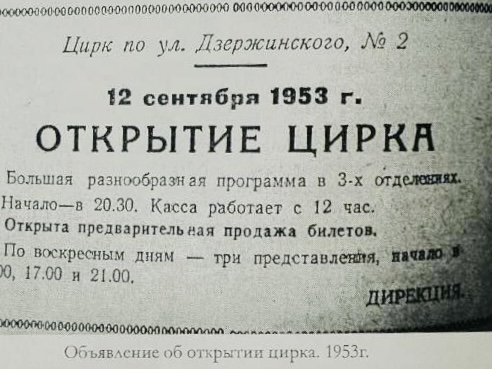 Цирк по ул. Дзержинского, № 2
12 сентября 1953 г.
ОТКРЫТИЕ ЦИРКА
Большая разнообразная программа в 3-х отделениях.
Начало—в 20.30. Касса работает с 12 час.
Открыта предварительная продажа билетов.
По воскресным дням — три представления, начало в
00, 17.00 и 21.00.
ДИРЕКЦИЯ.
Объявление об открытии цирка. 1953г.